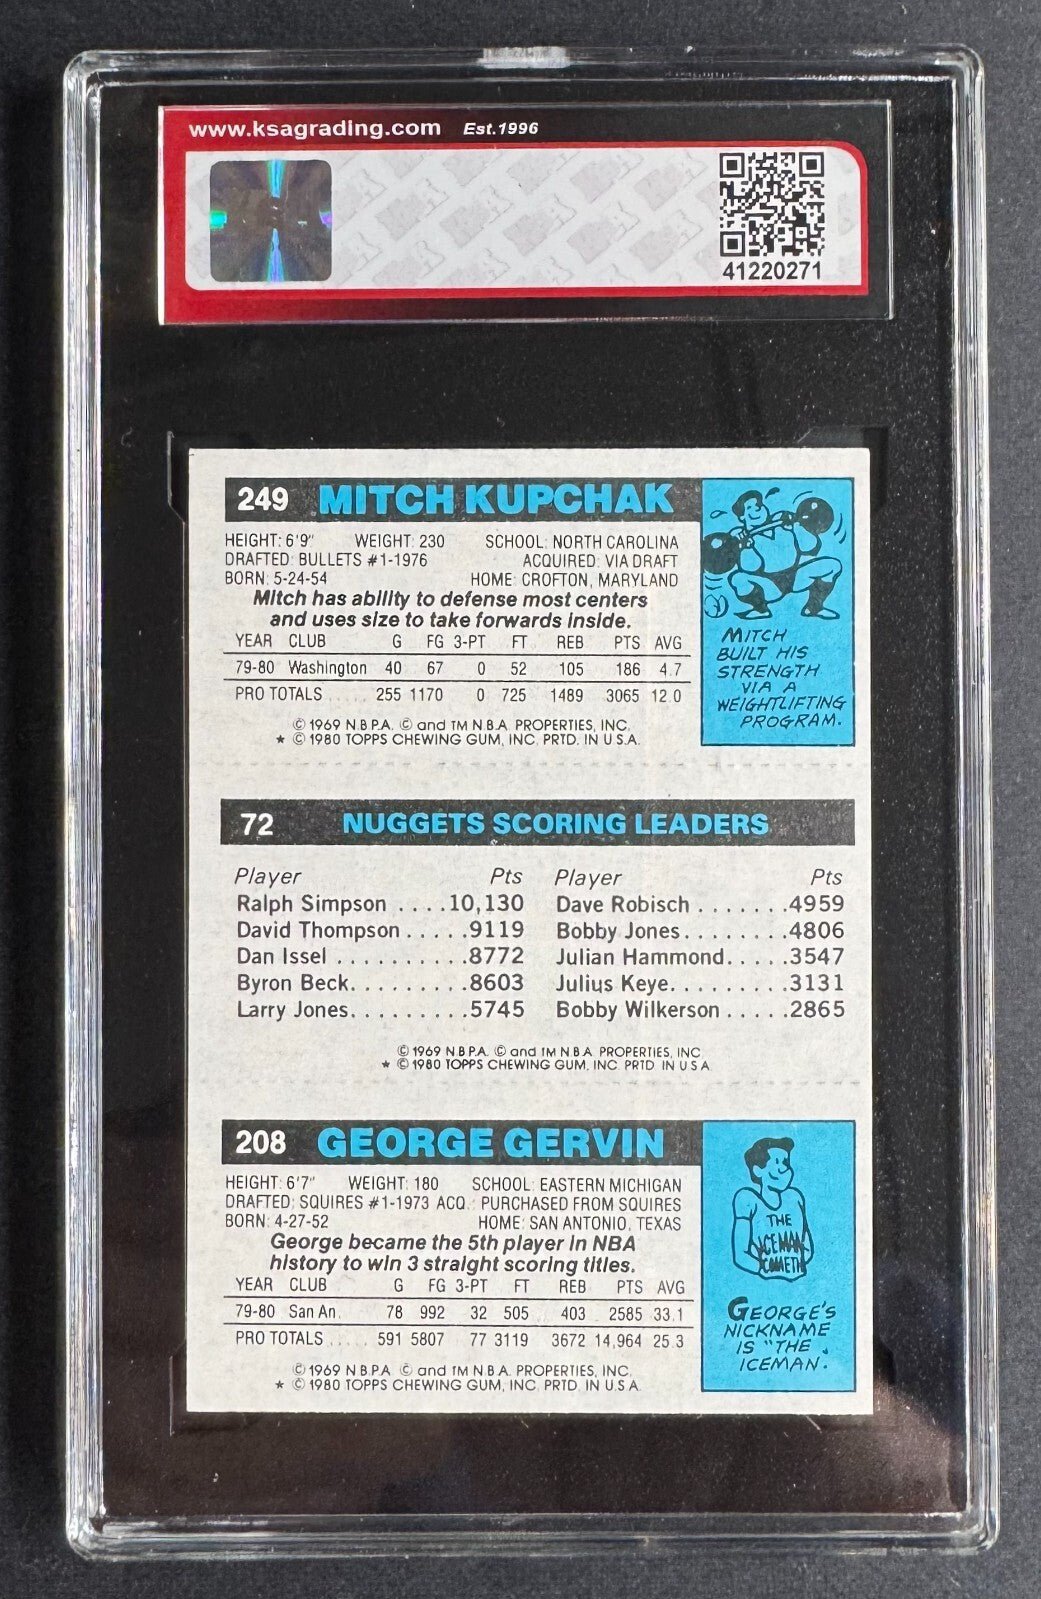 www.ksagrading.com Est.1996
41220271
249 MITCH KUPCHAK
HEIGHT: 6'9" WEIGHT: 230 SCHOOL: NORTH CAROLINA
DRAFTED: BULLETS #1-1976 ACQUIRED: VIA DRAFT
BORN: 5-24-54 HOME: CROFTON, MARYLAND
Mitch has ability to defense most centers
and uses size to take forwards inside.
YEAR CLUB G FG 3-PT FT REB PTS AVG
79-80 Washington 40 67 0 52 105 186 4.7
PRO TOTALS ..... 255 1170 0 725 1489 3065 12.0
© 1969 N.B.P.A. © and TM N.B.A. PROPERTIES, INC.
★ © 1980 TOPPS CHEWING GUM, INC. PRTD. IN U.S.A.
MITCH
BUILT HIS
STRENGTH
VIA A
WEIGHTLIFTING
PROGRAM.
72 NUGGETS SCORING LEADERS
Player Pts Player Pts
Ralph Simpson ....10,130 Dave Robisch .......4959
David Thompson .....9119 Bobby Jones........4806
Dan Issel ..........8772 Julian Hammond.....3547
Byron Beck.........8603 Julius Keye.........3131
Larry Jones.........5745 Bobby Wilkerson .....2865
© 1969 N.B.P.A. © and TM N.B.A. PROPERTIES, INC.
★ © 1980 TOPPS CHEWING GUM, INC. PRTD. IN U.S.A.
208 GEORGE GERVIN
HEIGHT: 6'7" WEIGHT: 180 SCHOOL: EASTERN MICHIGAN
DRAFTED: SQUIRES #1-1973 ACQ.: PURCHASED FROM SQUIRES
BORN: 4-27-52 HOME: SAN ANTONIO, TEXAS
George became the 5th player in NBA
history to win 3 straight scoring titles.
YEAR CLUB G FG 3-PT FT REB PTS AVG
79-80 San An. 78 992 32 505 403 2585 33.1
PRO TOTALS ..... 591 5807 77 3119 3672 14,964 25.3
© 1969 N.B.P.A. © and TM N.B.A. PROPERTIES, INC.
★ © 1980 TOPPS CHEWING GUM, INC. PRTD. IN U.S.A.
THE
ICEMAN
COMETH
GEORGE'S
NICKNAME
IS "THE
ICEMAN.